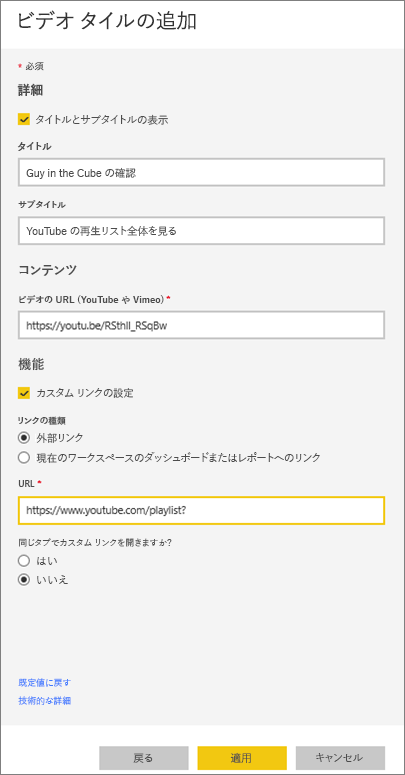 ビデオ タイルの追加
* 必須
詳細
タイトルとサブタイトルの表示
タイトル
Guy in the Cube の確認
サブタイトル
YouTube の再生リスト全体を見る
コンテンツ
ビデオの URL (YouTube や Vimeo) *
https://youtu.be/RSthII_RSqBw
機能
カスタム リンクの設定
リンクの種類
外部リンク
現在のワークスペースのダッシュボードまたはレポートへのリンク
URL *
https://www.youtube.com/playlist?
同じタブでカスタム リンクを開きますか?
はい
いいえ
既定値に戻す
技術的な詳細
戻る 適用 キャンセル